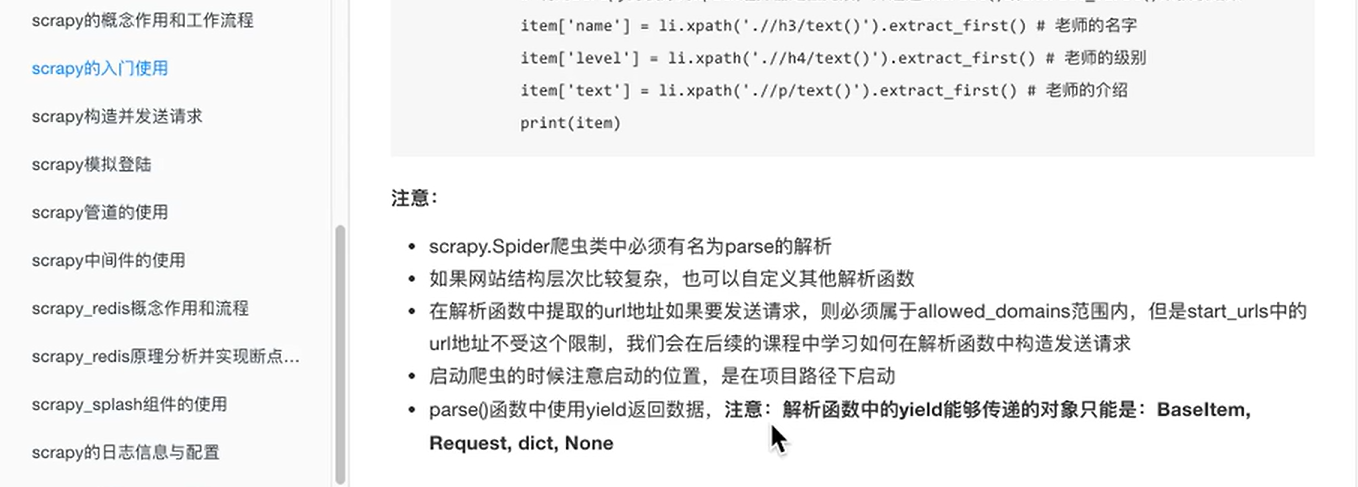 scrapy的概念作用和工作流程
scrapy的入门使用
scrapy构造并发送请求
scrapy模拟登陆
scrapy管道的使用
scrapy中间件的使用
scrapy_redis概念作用和流程
scrapy_redis原理分析并实现断点...
scrapy_splash组件的使用
scrapy的日志信息与配置
item['name'] = li.xpath('.//h3/text()').extract_first() # 老师的名字
item['level'] = li.xpath('.//h4/text()').extract_first() # 老师的级别
item['text'] = li.xpath('.//p/text()').extract_first() # 老师的介绍
print(item)
注意：
• scrapy.Spider爬虫类中必须有名为parse的解析
• 如果网站结构层次比较复杂，也可以自定义其他解析函数
• 在解析函数中提取的url地址如果要发送请求，则必须属于allowed_domains范围内，但是start_urls中的
url地址不受这个限制，我们会在后续的课程中学习如何在解析函数中构造发送请求
• 启动爬虫的时候注意启动的位置，是在项目路径下启动
• parse()函数中使用yield返回数据，注意：解析函数中的yield能够传递的对象只能是：BaseItem,
Request, dict, None